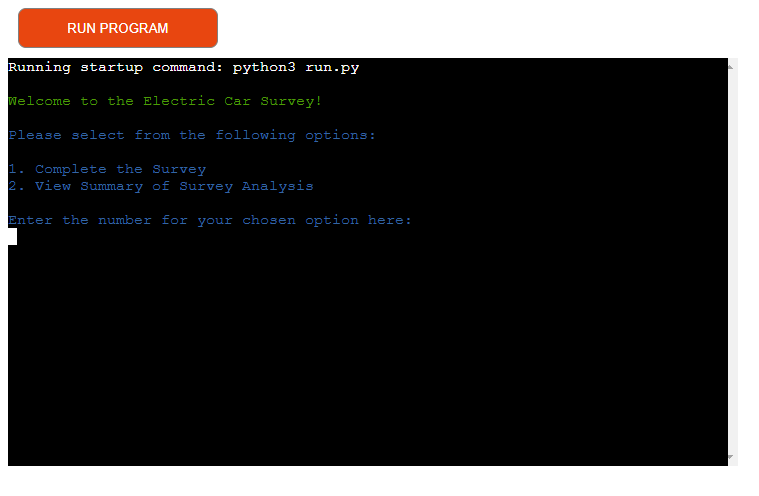 RUN PROGRAM
Running startup command: python3 run.py
Welcome to the Electric Car Survey!
Please select from the following options:
1. Complete the Survey
2. View Summary of Survey Analysis
Enter the number for your chosen option here: